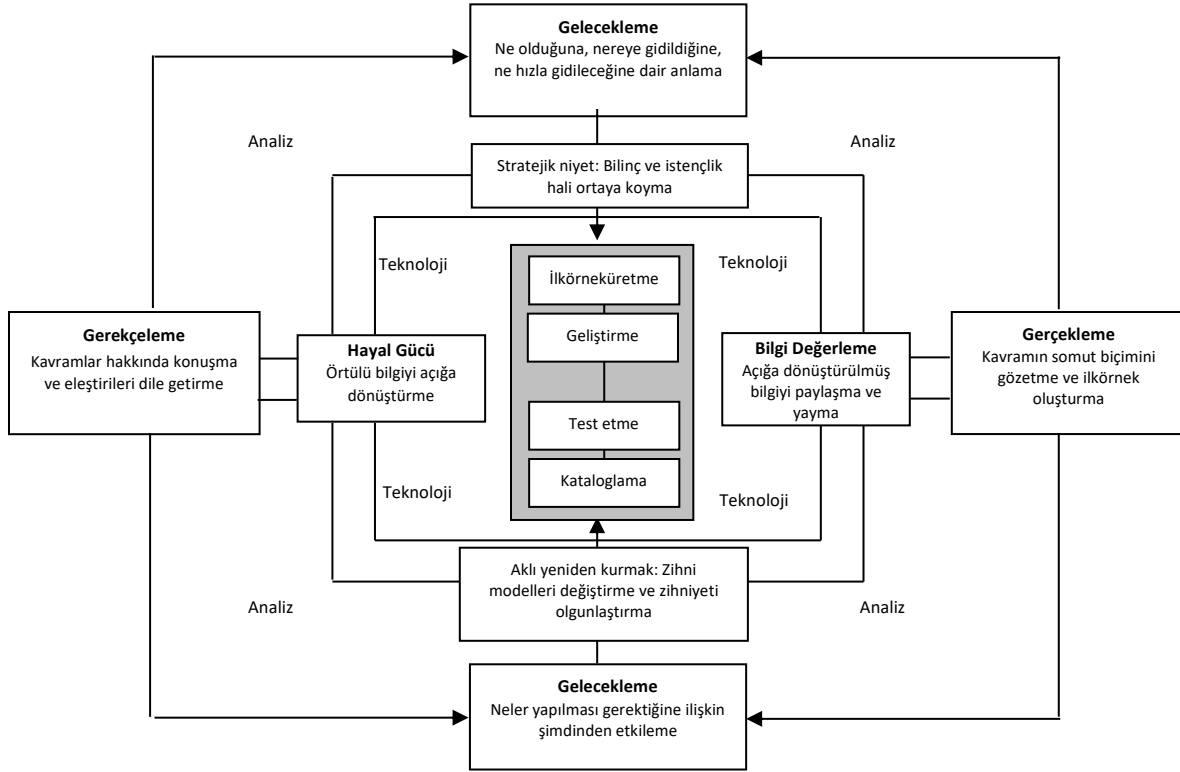 Gelecekleme
Ne olduğuna, nereye gidildiğine,
ne hızla gidileceğine dair anlama
Analiz
Analiz
Stratejik niyet: Bilinç ve istençlik
hali ortaya koyma
Teknoloji
Teknoloji
İlkörneküretme
Geliştirme
Test etme
Kataloglama
Gerekçeleme
Kavramlar hakkında konuşma
ve eleştirileri dile getirme
Hayal Gücü
Örtülü bilgiyi açığa
dönüştürme
Bilgi Değerleme
Açığa dönüştürülmüş
bilgiyi paylaşma ve
yayma
Gerçekleme
Kavramın somut biçimini
gözetme ve ilkörnek
oluşturma
Teknoloji
Teknoloji
Aklı yeniden kurmak: Zihni
modelleri değiştirme ve zihniyeti
olgunlaştırma
Analiz
Analiz
Gelecekleme
Neler yapılması gerektiğine ilişkin
şimdinden etkileme